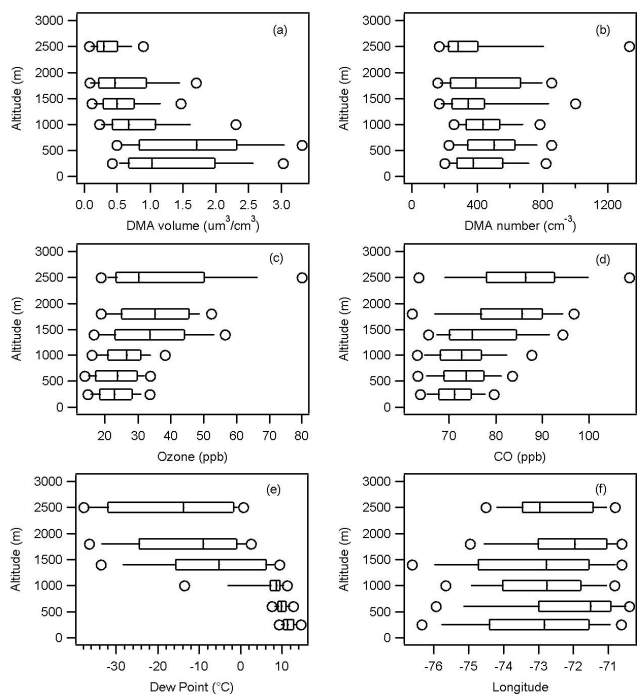 (a)
Altitude (m)
3000
2500
2000
1500
1000
500
0
0.0 0.5 1.0 1.5 2.0 2.5 3.0
DMA volume (um³/cm³)
(b)
Altitude (m)
3000
2500
2000
1500
1000
500
0
0 400 800 1200
DMA number (cm⁻³)
(c)
Altitude (m)
3000
2500
2000
1500
1000
500
0
20 30 40 50 60 70 80
Ozone (ppb)
(d)
Altitude (m)
3000
2500
2000
1500
1000
500
0
70 80 90 100
CO (ppb)
(e)
Altitude (m)
3000
2500
2000
1500
1000
500
0
-30 -20 -10 0 10
Dew Point (°C)
(f)
Altitude (m)
3000
2500
2000
1500
1000
500
0
-76 -75 -74 -73 -72 -71
Longitude